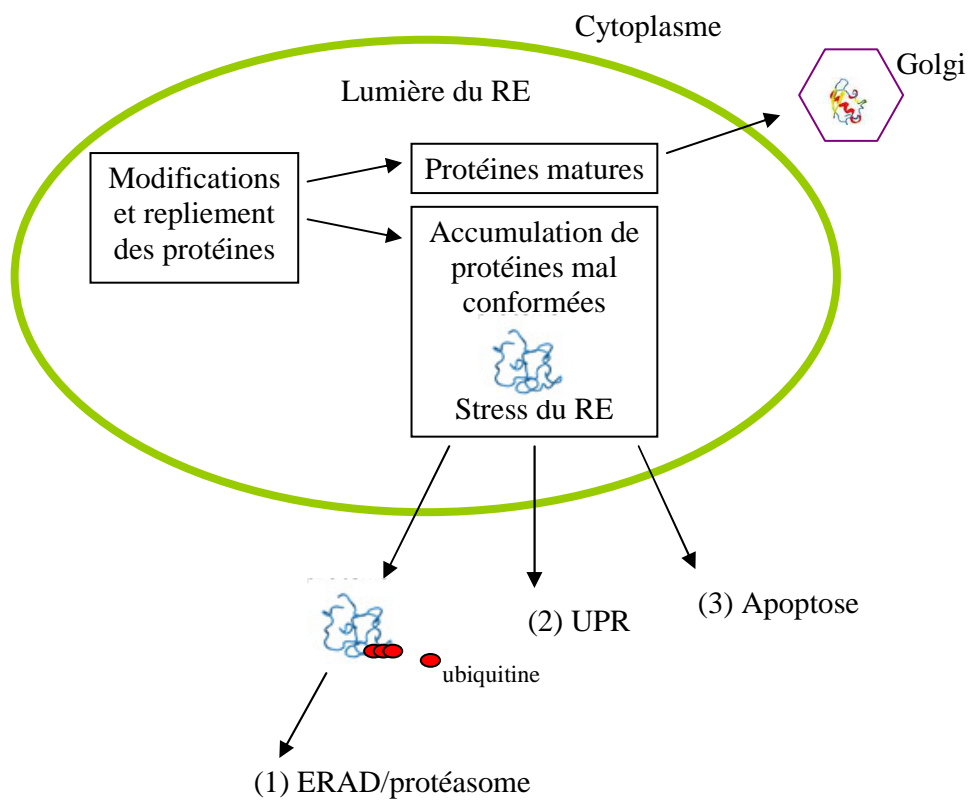 Cytoplasme
Golgi
Lumière du RE
Modifications
et repliement
des protéines
Protéines matures
Accumulation de
protéines mal
conformées
Stress du RE
ubiquitine
(1) ERAD/protéasome
(2) UPR
(3) Apoptose